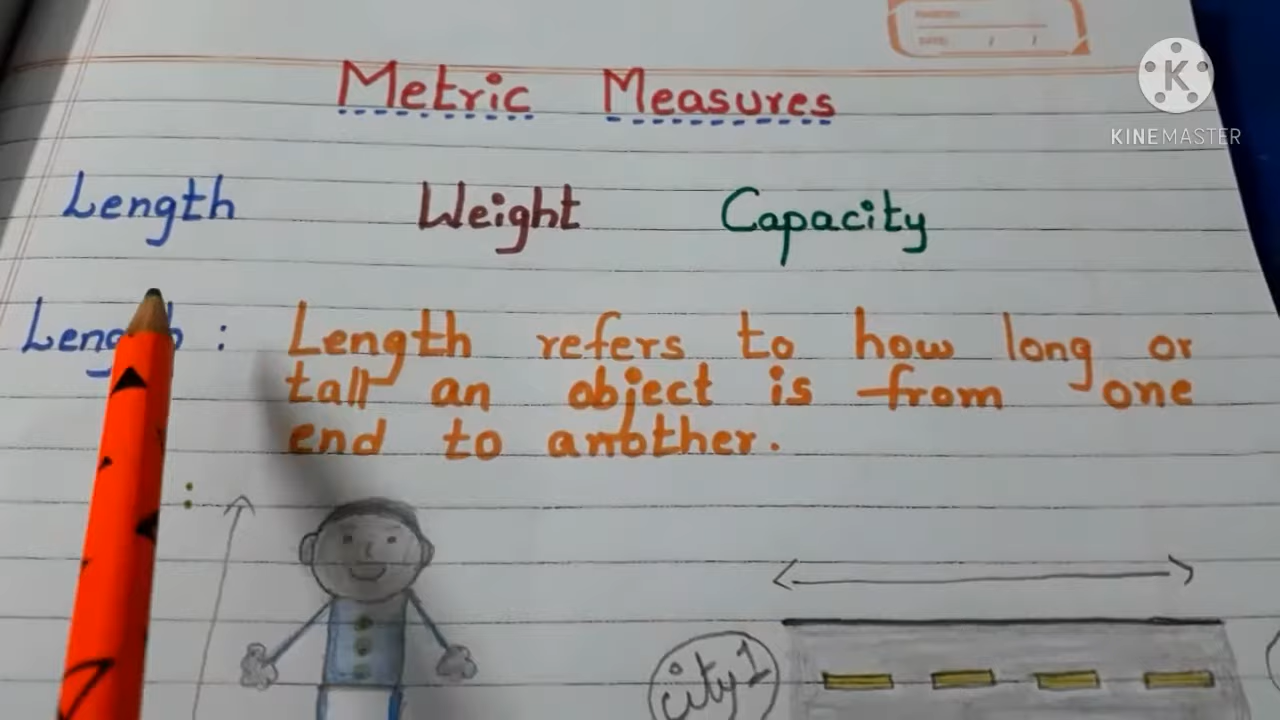 DATE: / /
K
KINEMASTER
Metric Measures
Length Weight Capacity
: Length refers to how long or
tall an object is from one
end to another.
:
city 1